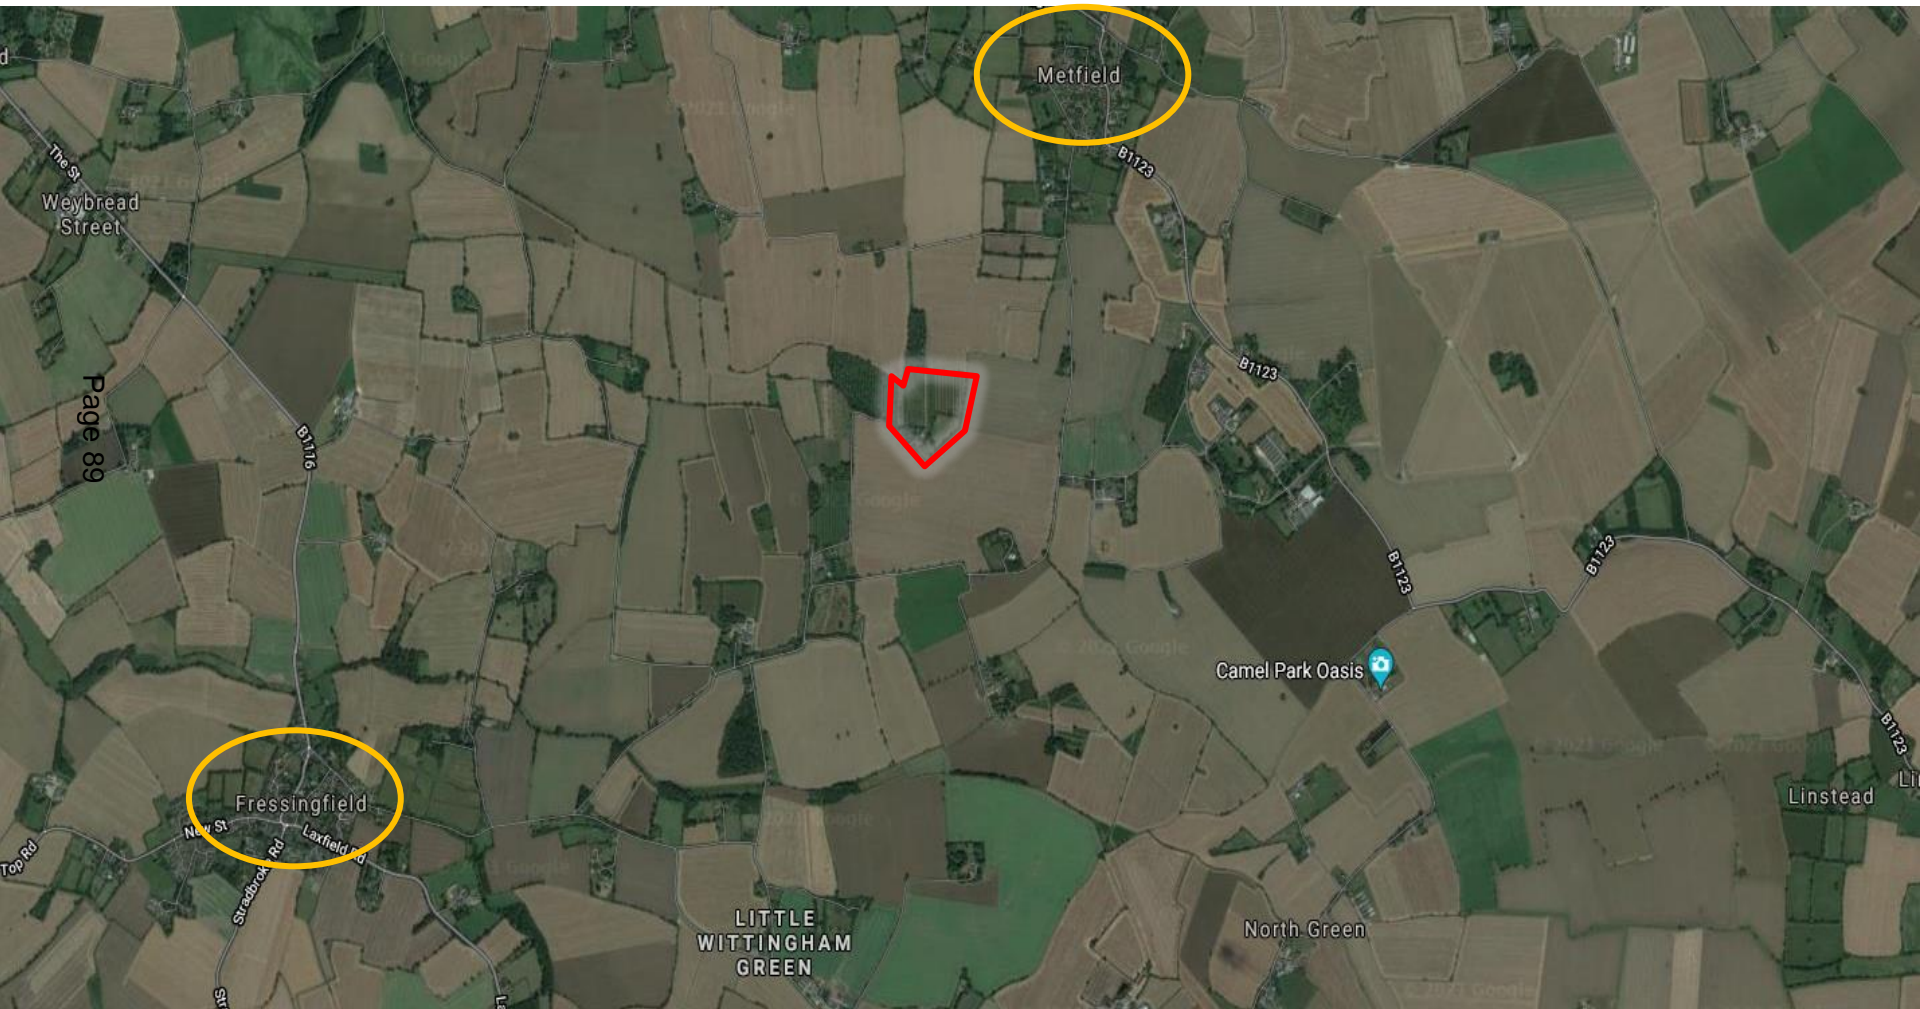 Metfield
B1123
The St
Weybread
Street
B1123
Page 89
B1116
B1123
B1123
Camel Park Oasis
B1123
Linstead
Fressingfield
New St
Laxfield Rd
Top Rd
Stradbroke Rd
LITTLE
WITTINGHAM
GREEN
North Green